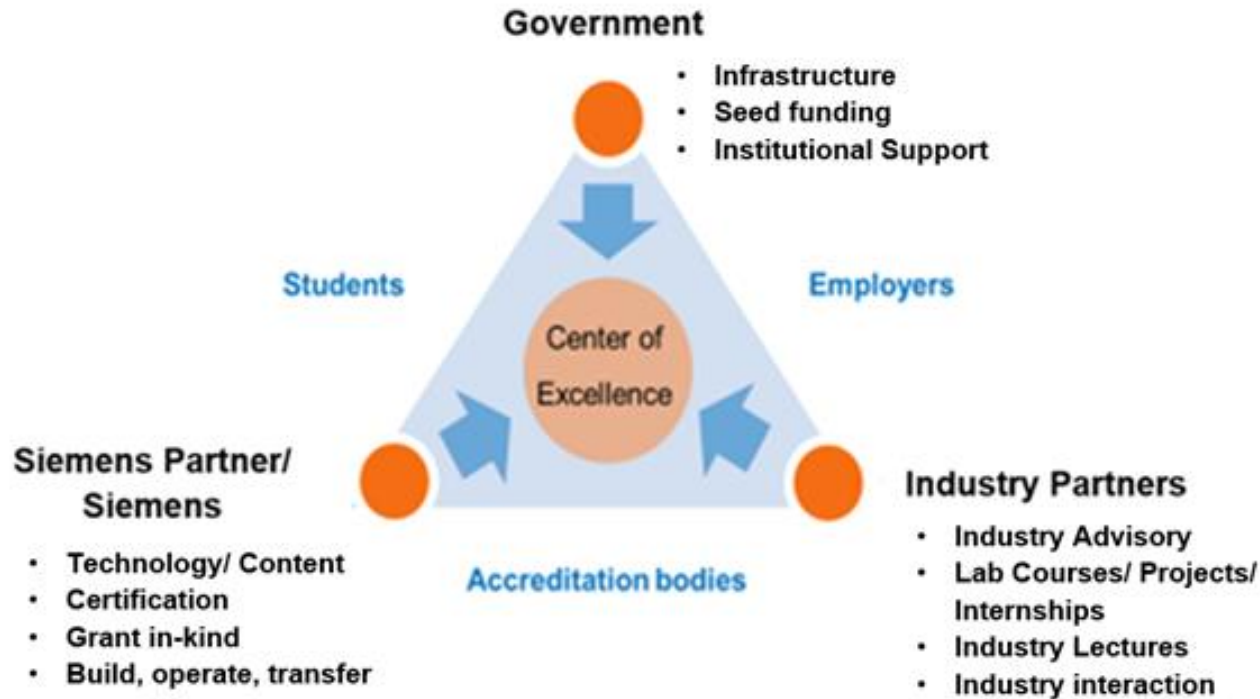 Government
• Infrastructure
• Seed funding
• Institutional Support
Students
Employers
Center of
Excellence
Siemens Partner/
Siemens
• Technology/ Content
• Certification
• Grant in-kind
• Build, operate, transfer
Accreditation bodies
Industry Partners
• Industry Advisory
• Lab Courses/ Projects/
Internships
• Industry Lectures
• Industry interaction